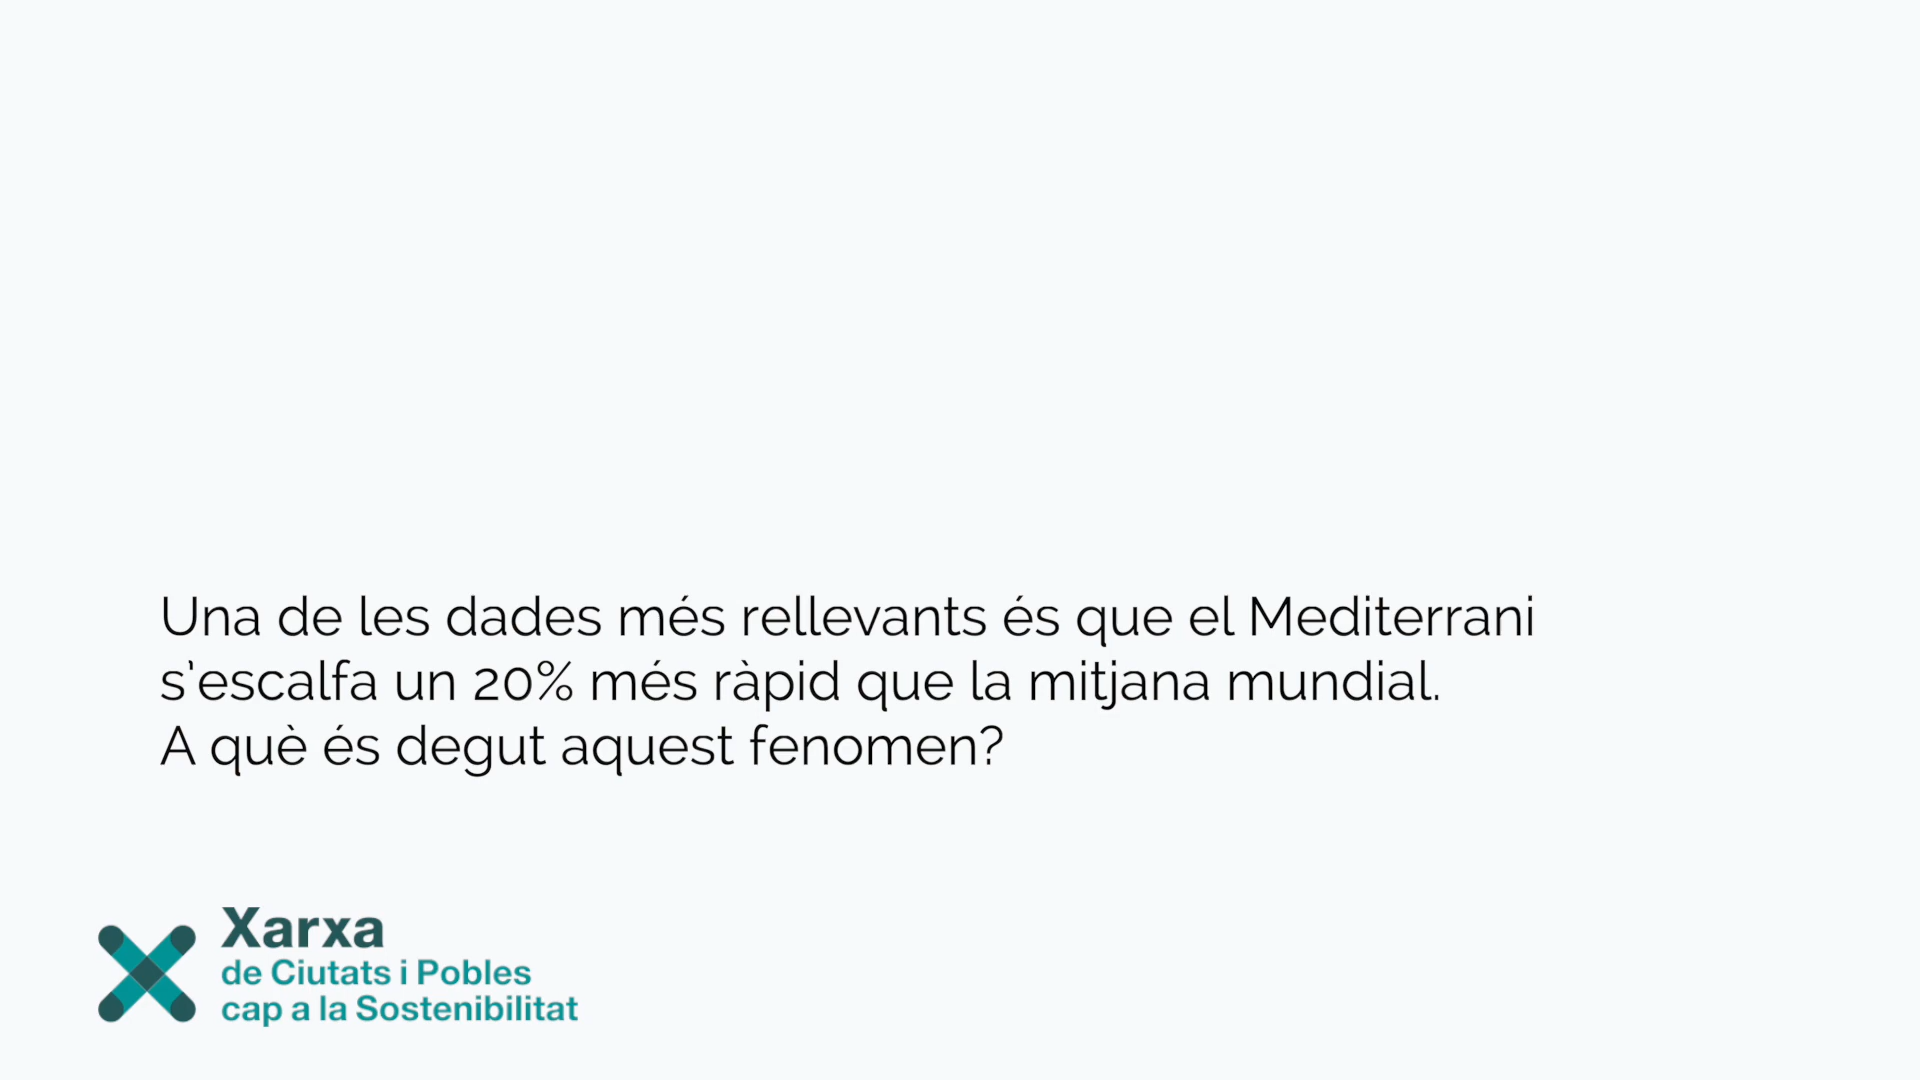 Una de les dades més rellevants és que el Mediterrani
s'escalfa un 20% més ràpid que la mitjana mundial.
A què és degut aquest fenomen?
Xarxa
de Ciutats i Pobles
cap a la Sostenibilitat